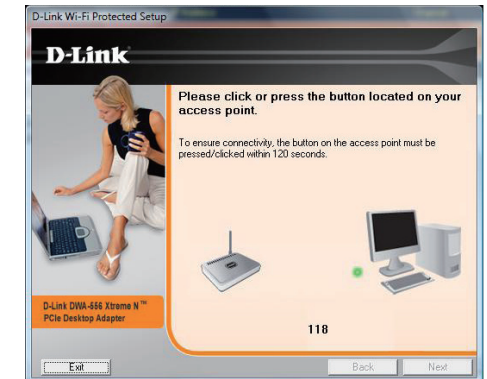 D-Link Wi-Fi Protected Setup
D-Link
Please click or press the button located on your
access point.
To ensure connectivity, the button on the access point must be
pressed/clicked within 120 seconds.
D-Link DWA-556 Xtreme N™
PCIe Desktop Adapter
118
Exit
Back
Next